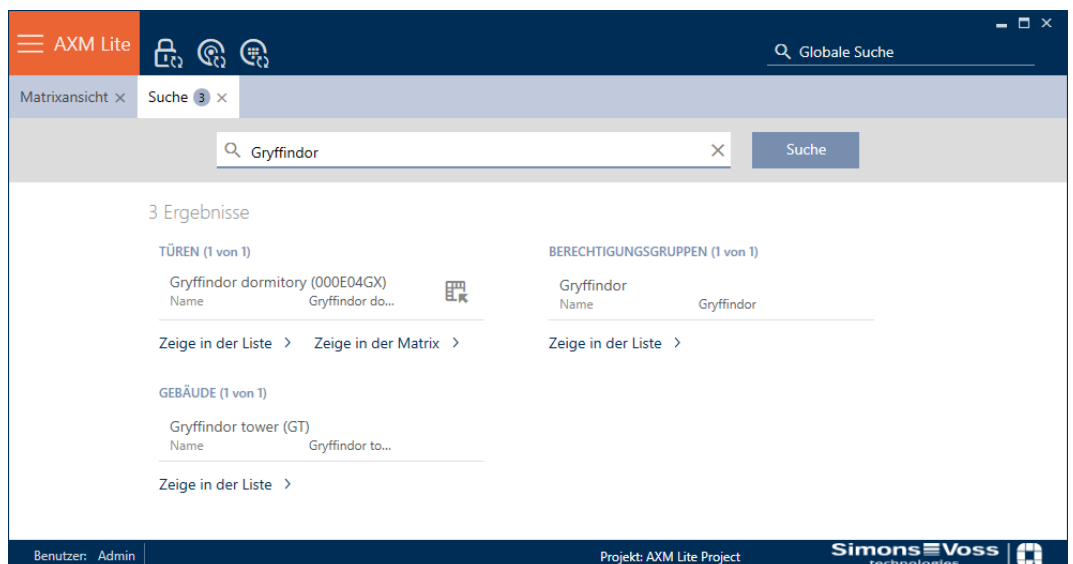 AXM Lite
Globale Suche
Matrixansicht
Suche 3
Gryffindor
Suche
3 Ergebnisse
TÜREN (1 von 1)
Gryffindor dormitory (000E04GX)
Name Gryffindor do...
Zeige in der Liste Zeige in der Matrix
BERECHTIGUNGSGRUPPEN (1 von 1)
Gryffindor
Name Gryffindor
Zeige in der Liste
GEBÄUDE (1 von 1)
Gryffindor tower (GT)
Name Gryffindor to...
Zeige in der Liste
Benutzer: Admin
Projekt: AXM Lite Project
Simons Voss
technologies